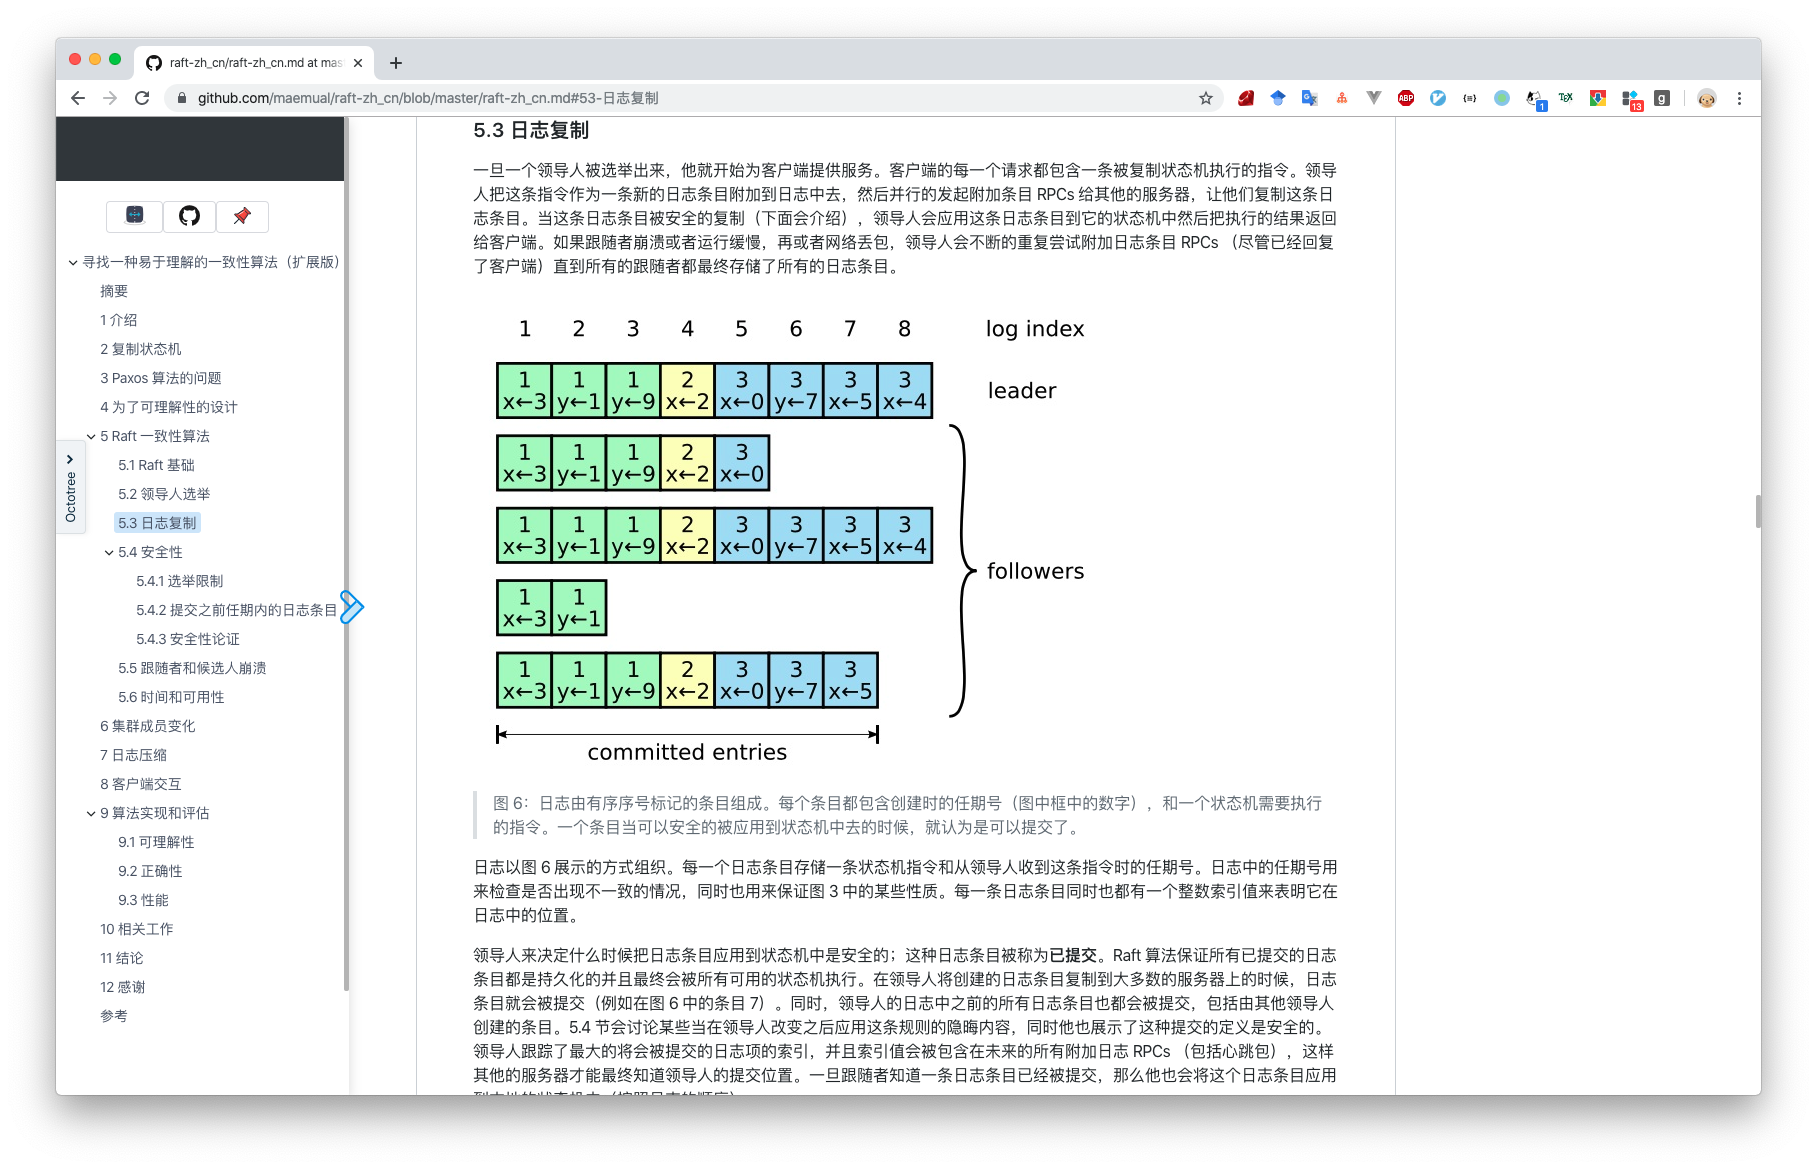 raft-zh_cn/raft-zh_cn.md at mas
github.com/maemual/raft-zh_cn/blob/master/raft-zh_cn.md#53-日志复制
ABP
1
TEX
13
g
寻找一种易于理解的一致性算法（扩展版）
摘要
1 介绍
2 复制状态机
3 Paxos 算法的问题
4 为了可理解性的设计
5 Raft 一致性算法
5.1 Raft 基础
5.2 领导人选举
5.3 日志复制
5.4 安全性
5.4.1 选举限制
5.4.2 提交之前任期内的日志条目
5.4.3 安全性论证
5.5 跟随者和候选人崩溃
5.6 时间和可用性
6 集群成员变化
7 日志压缩
8 客户端交互
9 算法实现和评估
9.1 可理解性
9.2 正确性
9.3 性能
10 相关工作
11 结论
12 感谢
参考
Octotree
5.3 日志复制
一旦一个领导人被选举出来，他就开始为客户端提供服务。客户端的每一个请求都包含一条被复制状态机执行的指令。领导
人把这条指令作为一条新的日志条目附加到日志中去，然后并行的发起附加条目 RPCs 给其他的服务器，让他们复制这条日
志条目。当这条日志条目被安全的复制（下面会介绍），领导人会应用这条日志条目到它的状态机中然后把执行的结果返回
给客户端。如果跟随者崩溃或者运行缓慢，再或者网络丢包，领导人会不断的重复尝试附加日志条目 RPCs （尽管已经回复
了客户端）直到所有的跟随者都最终存储了所有的日志条目。
1 2 3 4 5 6 7 8 log index
1 1 1 2 3 3 3 3
x←3 y←1 y←9 x←2 x←0 y←7 x←5 x←4
leader
1 1 1 2 3
x←3 y←1 y←9 x←2 x←0
1 1 1 2 3 3 3 3
x←3 y←1 y←9 x←2 x←0 y←7 x←5 x←4
followers
1 1
x←3 y←1
1 1 1 2 3 3 3
x←3 y←1 y←9 x←2 x←0 y←7 x←5
committed entries
图 6：日志由有序序号标记的条目组成。每个条目都包含创建时的任期号（图中框中的数字），和一个状态机需要执行
的指令。一个条目当可以安全的被应用到状态机中去的时候，就认为是可以提交了。
日志以图 6 展示的方式组织。每一个日志条目存储一条状态机指令和从领导人收到这条指令时的任期号。日志中的任期号用
来检查是否出现不一致的情况，同时也用来保证图 3 中的某些性质。每一条日志条目同时也都有一个整数索引值来表明它在
日志中的位置。
领导人来决定什么时候把日志条目应用到状态机中是安全的；这种日志条目被称为已提交。Raft 算法保证所有已提交的日志
条目都是持久化的并且最终会被所有可用的状态机执行。在领导人将创建的日志条目复制到大多数的服务器上的时候，日志
条目就会被提交（例如在图 6 中的条目 7）。同时，领导人的日志中之前的所有日志条目也都会被提交，包括由其他领导人
创建的条目。5.4 节会讨论某些当在领导人改变之后应用这条规则的隐晦内容，同时他也展示了这种提交的定义是安全的。
领导人跟踪了最大的将会被提交的日志项的索引，并且索引值会被包含在未来的所有附加日志 RPCs （包括心跳包），这样
其他的服务器才能最终知道领导人的提交位置。一旦跟随者知道一条日志条目已经被提交，那么他也会将这个日志条目应用